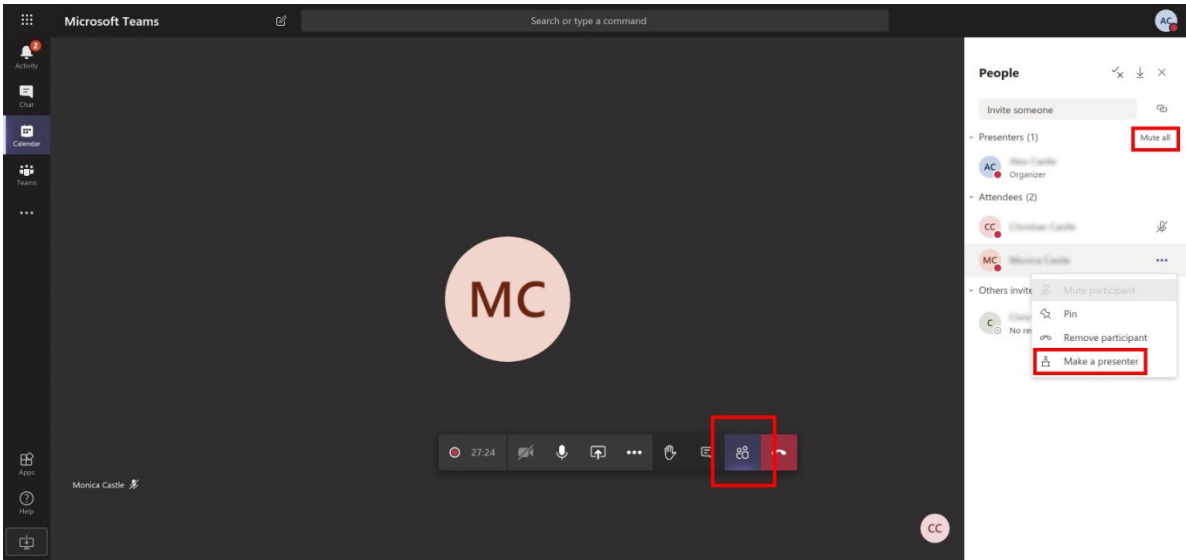 Microsoft Teams
Search or type a command
AC
2
Activity
Chat
Calendar
Teams
Apps
? Help
MC
27:24
Monica Castle
CC
People
Invite someone
Presenters (1) Mute all
AC
Organizer
Attendees (2)
CC
MC
Others invite
Mute participant
Pin
C
No re
Remove participant
Make a presenter